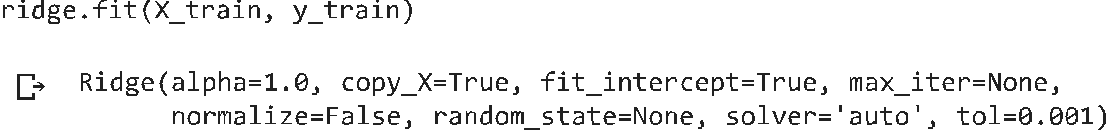 ridge.fit(X_train, y_train)
Ridge(alpha=1.0, copy_X=True, fit_intercept=True, max_iter=None,
normalize=False, random_state=None, solver='auto', tol=0.001)